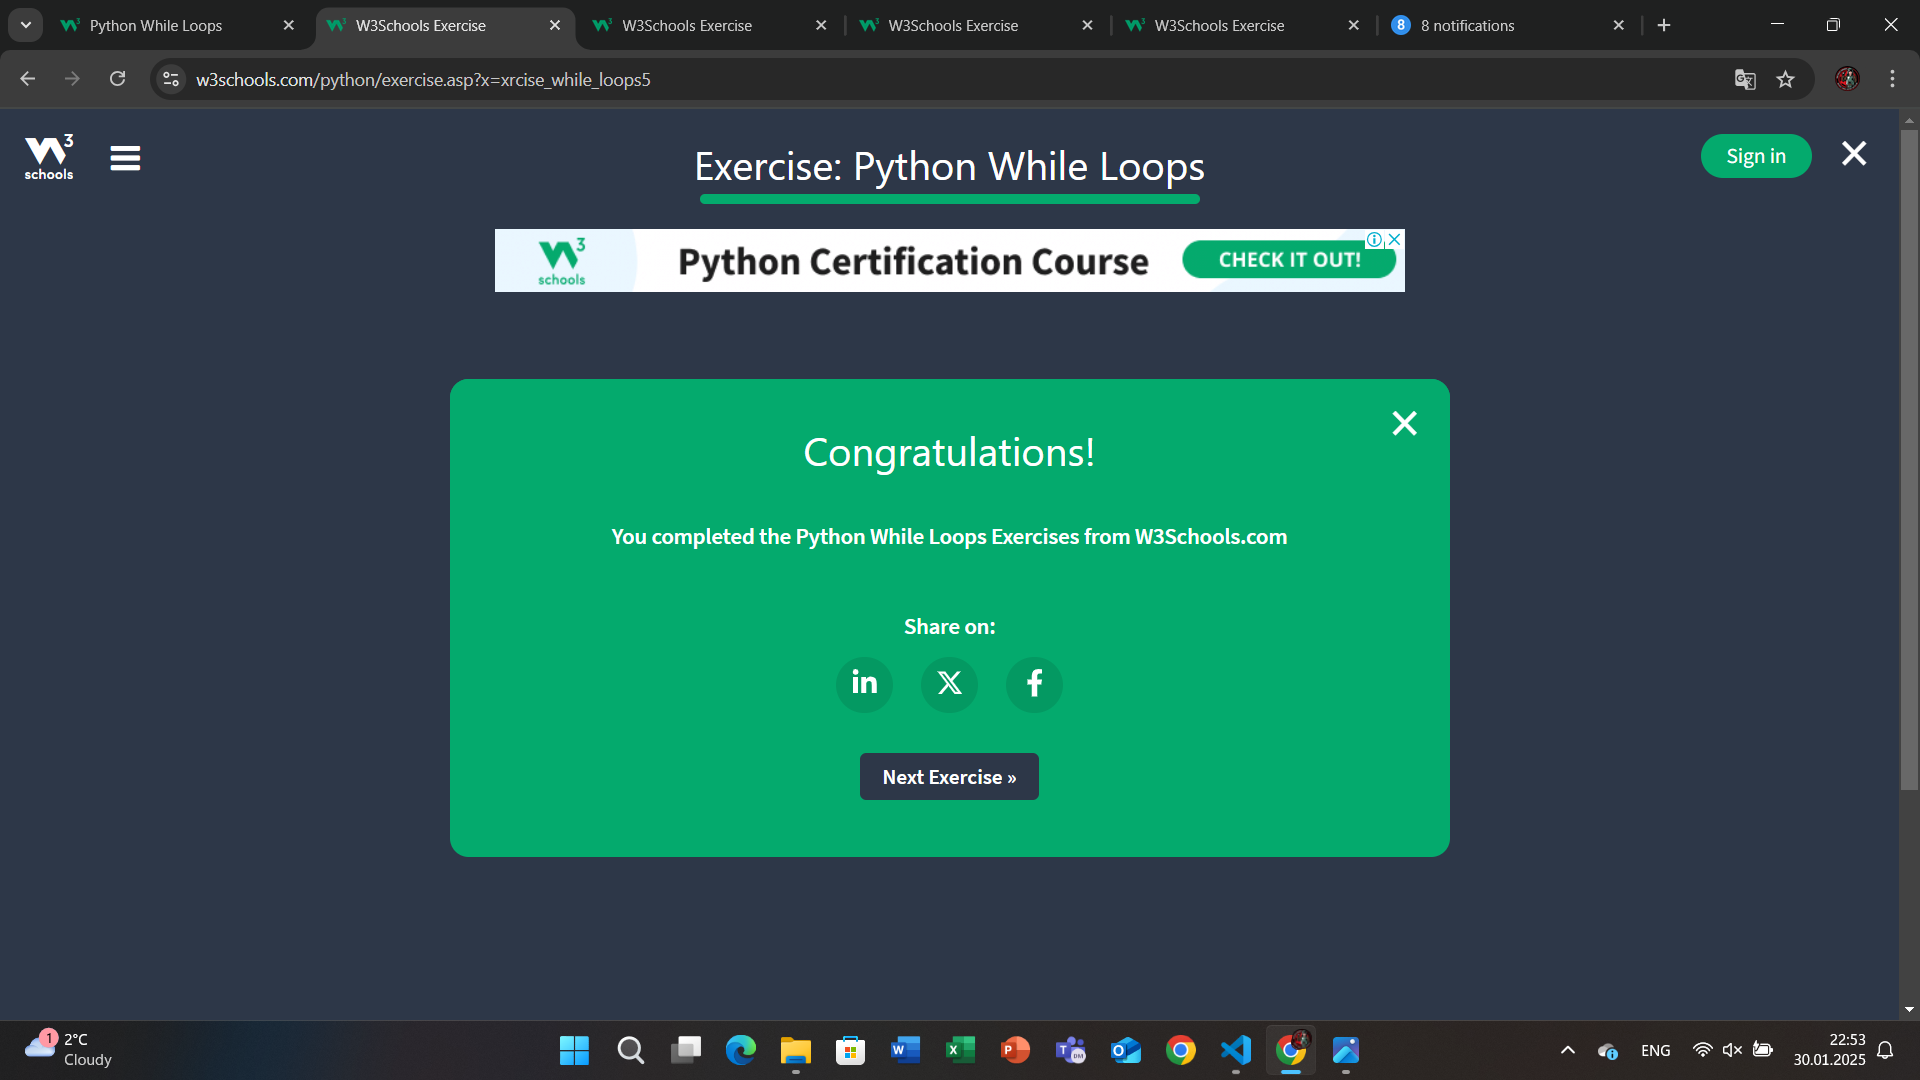 Python While Loops
W3Schools Exercise
W3Schools Exercise
W3Schools Exercise
W3Schools Exercise
8
8 notifications
w3schools.com/python/exercise.asp?x=xrcise_while_loops5
3
schools
Exercise: Python While Loops
Sign in
3
schools
Python Certification Course
CHECK IT OUT!
Congratulations!
You completed the Python While Loops Exercises from W3Schools.com
Share on:
in
X
f
Next Exercise »
1
2°C
Cloudy
W
X
P
T
DM
O
ENG
22:53
30.01.2025